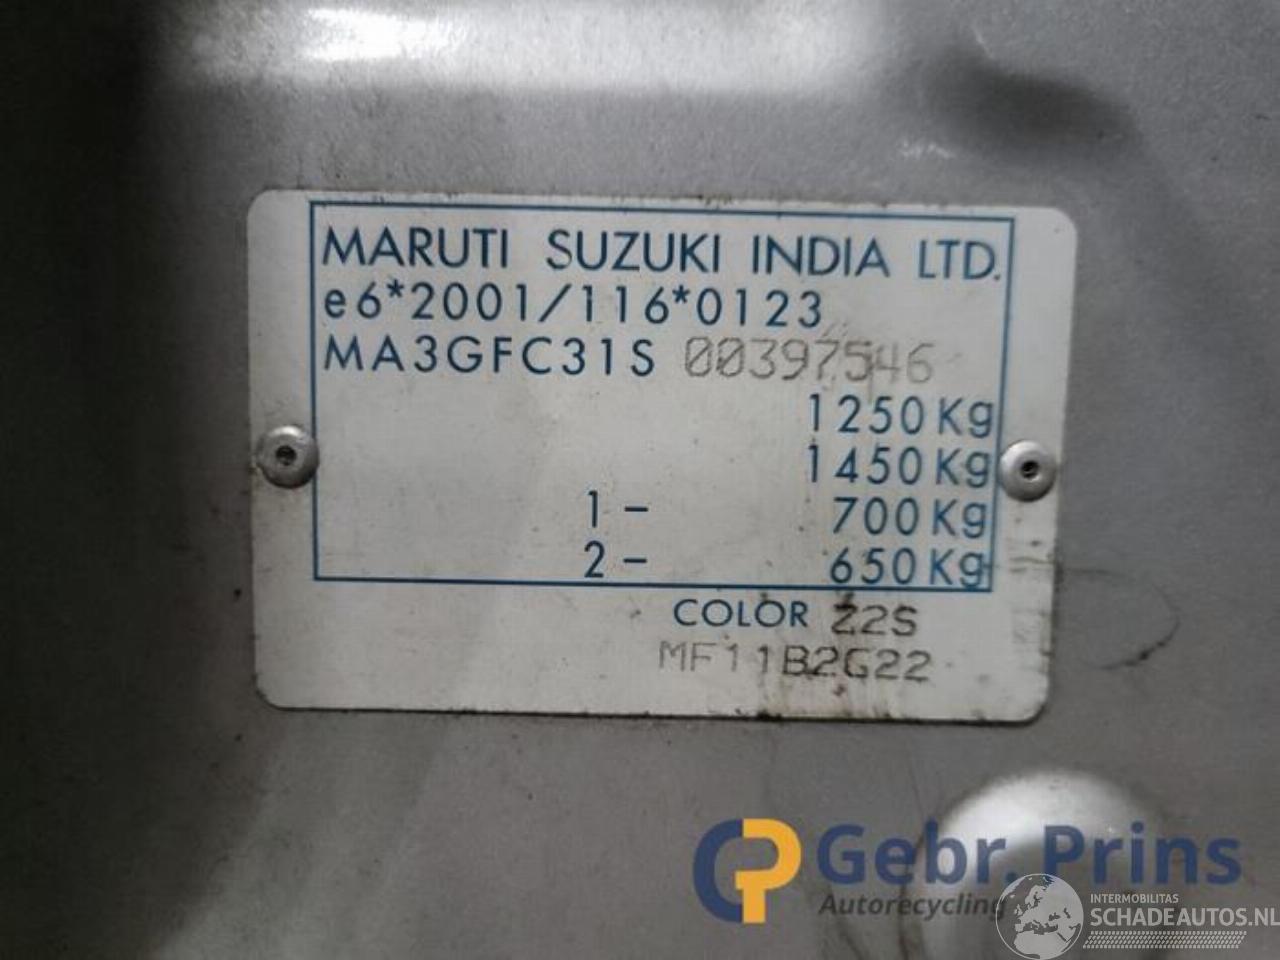 MARUTI SUZUKI INDIA LTD.
e6*2001/116*0123
MA3GFC31S 00397546
1250Kg
1450Kg
1- 700Kg
2- 650Kg
COLOR Z2S
MF11B2G22
Gebr. Prins
Autorecycling
INTERMOBILITAS
SCHADEAUTOS.NL